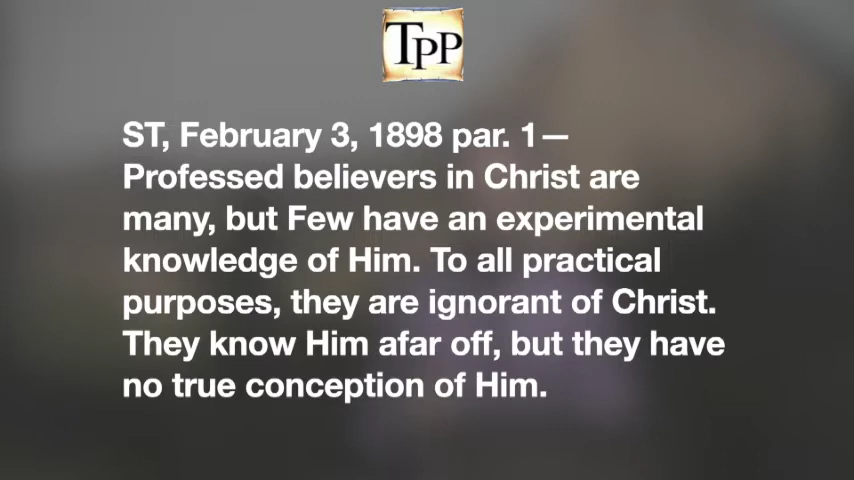 TPP
ST, February 3, 1898 par. 1—
Professed believers in Christ are
many, but Few have an experimental
knowledge of Him. To all practical
purposes, they are ignorant of Christ.
They know Him afar off, but they have
no true conception of Him.